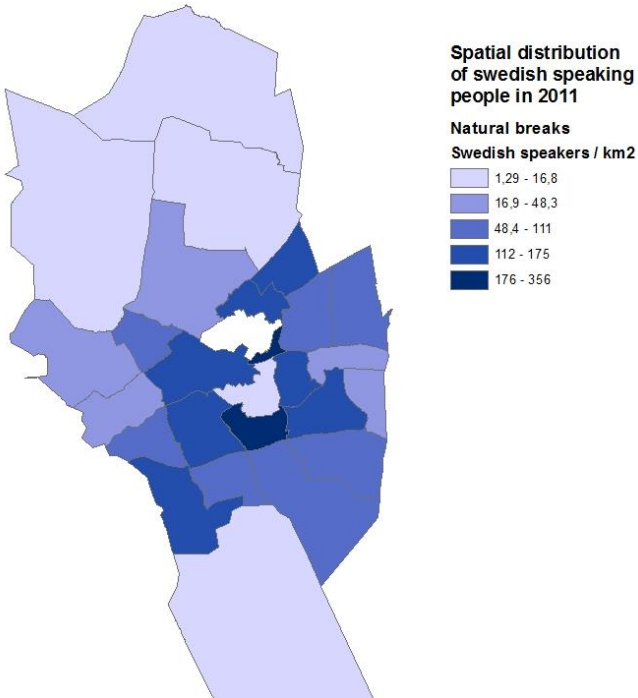 Spatial distribution
of swedish speaking
people in 2011
Natural breaks
Swedish speakers / km2
1,29 - 16,8
16,9 - 48,3
48,4 - 111
112 - 175
176 - 356